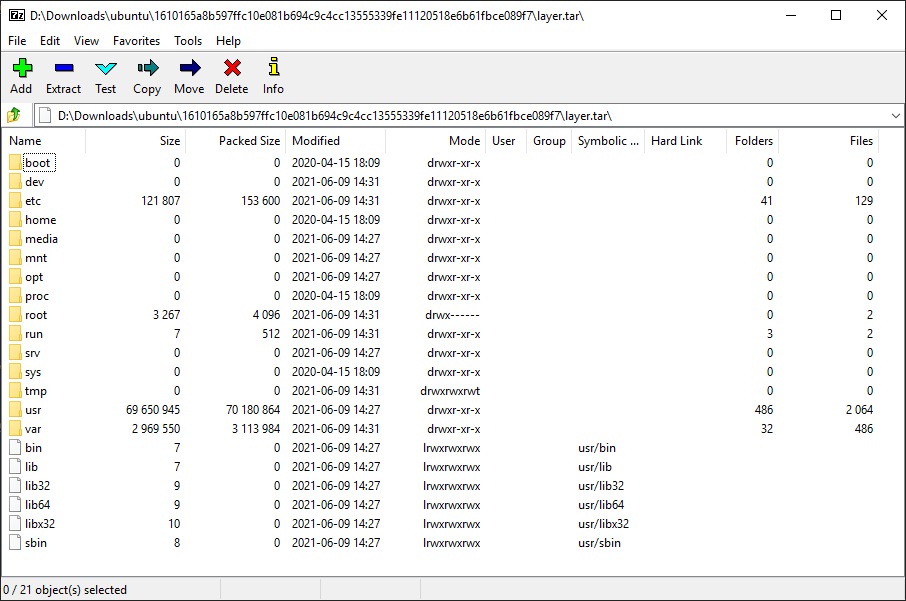 D:\Downloads\ubuntu\1610165a8b597ffc10e081b694c9c4cc13555339fe11120518e6b61fbce089f7\layer.tar\
File Edit View Favorites Tools Help
Add Extract Test Copy Move Delete Info
D:\Downloads\ubuntu\1610165a8b597ffc10e081b694c9c4cc13555339fe11120518e6b61fbce089f7\layer.tar\
Name Size Packed Size Modified Mode User Group Symbolic ... Hard Link Folders Files
boot 0 0 2020-04-15 18:09 drwxr-xr-x 0 0
dev 0 0 2021-06-09 14:31 drwxr-xr-x 0 0
etc 121 807 153 600 2021-06-09 14:31 drwxr-xr-x 41 129
home 0 0 2020-04-15 18:09 drwxr-xr-x 0 0
media 0 0 2021-06-09 14:27 drwxr-xr-x 0 0
mnt 0 0 2021-06-09 14:27 drwxr-xr-x 0 0
opt 0 0 2021-06-09 14:27 drwxr-xr-x 0 0
proc 0 0 2020-04-15 18:09 drwxr-xr-x 0 0
root 3 267 4 096 2021-06-09 14:31 drwx------ 0 2
run 7 512 2021-06-09 14:31 drwxr-xr-x 3 2
srv 0 0 2021-06-09 14:27 drwxr-xr-x 0 0
sys 0 0 2020-04-15 18:09 drwxr-xr-x 0 0
tmp 0 0 2021-06-09 14:31 drwxrwxrwt 0 0
usr 69 650 945 70 180 864 2021-06-09 14:27 drwxr-xr-x 486 2 064
var 2 969 550 3 113 984 2021-06-09 14:31 drwxr-xr-x 32 486
bin 7 0 2021-06-09 14:27 lrwxrwxrwx usr/bin
lib 7 0 2021-06-09 14:27 lrwxrwxrwx usr/lib
lib32 9 0 2021-06-09 14:27 lrwxrwxrwx usr/lib32
lib64 9 0 2021-06-09 14:27 lrwxrwxrwx usr/lib64
libx32 10 0 2021-06-09 14:27 lrwxrwxrwx usr/libx32
sbin 8 0 2021-06-09 14:27 lrwxrwxrwx usr/sbin
0 / 21 object(s) selected